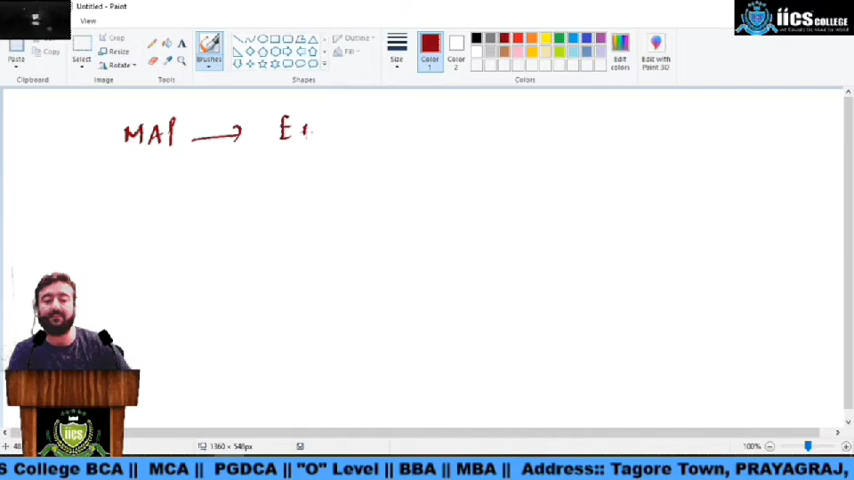 Untitled - Paint
View
Paste
Copy
Clipboard
Select
Crop
Resize
Rotate
Image
Tools
Brushes
Shapes
Outline
Fill
Size
Color
1
Color
2
Colors
Edit
colors
Edit with
Paint 3D
iics COLLEGE
MAP → E
iics
1360 × 548px
100%
S College BCA || MCA || PGDCA || "O" Level || BBA || MBA || Address:: Tagore Town, PRAYAGRAJ,